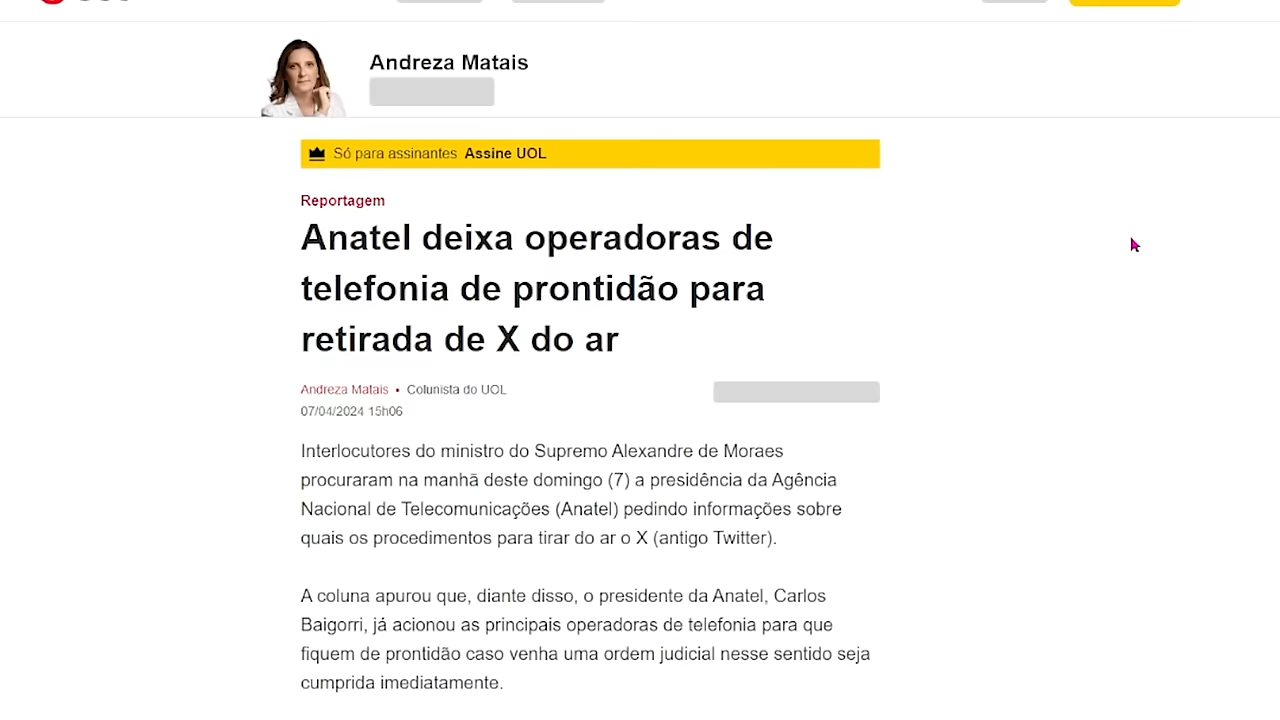 Andreza Matais
Só para assinantes Assine UOL
Reportagem
Anatel deixa operadoras de
telefonia de prontidão para
retirada de X do ar
Andreza Matais • Colunista do UOL
07/04/2024 15h06
Interlocutores do ministro do Supremo Alexandre de Moraes
procuraram na manhã deste domingo (7) a presidência da Agência
Nacional de Telecomunicações (Anatel) pedindo informações sobre
quais os procedimentos para tirar do ar o X (antigo Twitter).
A coluna apurou que, diante disso, o presidente da Anatel, Carlos
Baigorri, já acionou as principais operadoras de telefonia para que
fiquem de prontidão caso venha uma ordem judicial nesse sentido seja
cumprida imediatamente.